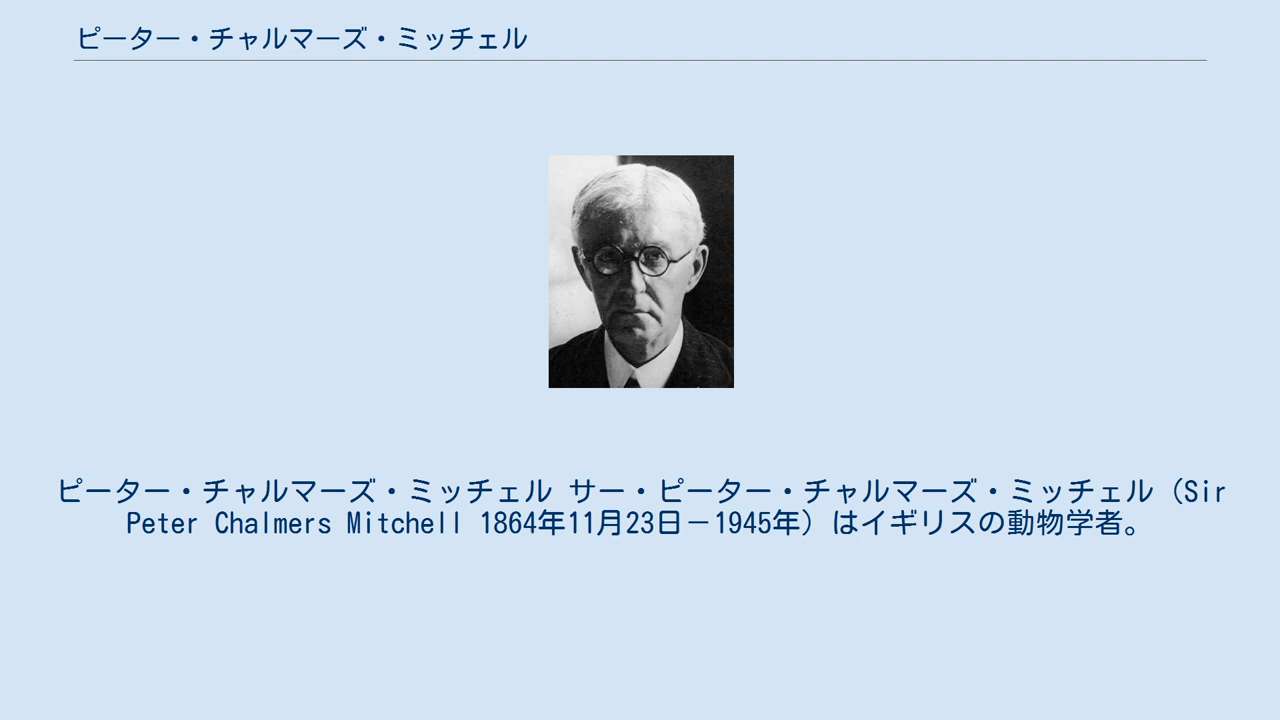 ピーター・チャルマーズ・ミッチェル
ピーター・チャルマーズ・ミッチェル サー・ピーター・チャルマーズ・ミッチェル（Sir
Peter Chalmers Mitchell 1864年11月23日－1945年）はイギリスの動物学者。